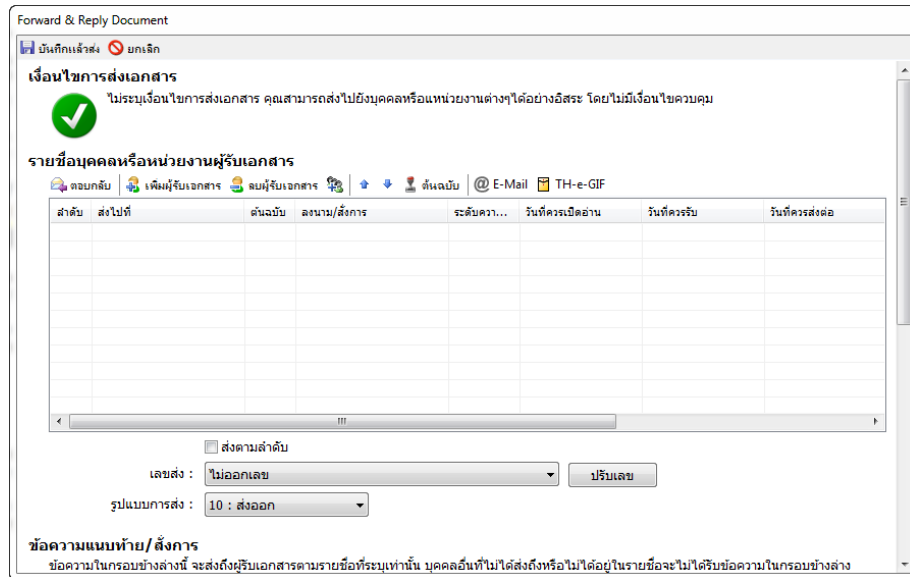 Forward & Reply Document
บันทึกแล้วส่ง ยกเลิก
เงื่อนไขการส่งเอกสาร
ไม่ระบุเงื่อนไขการส่งเอกสาร คุณสามารถส่งไปยังบุคคลหรือแหน่วยงานต่างๆได้อย่างอิสระ โดยไม่มีเงื่อนไขควบคุม
รายชื่อบุคคลหรือหน่วยงานผู้รับเอกสาร
ตอบกลับ เพิ่มผู้รับเอกสาร ลบผู้รับเอกสาร ต้นฉบับ @ E-Mail TH-e-GIF
ลำดับ ส่งไปที่ ต้นฉบับ ลงนาม/สั่งการ ระดับควา... วันที่ควรเปิดอ่าน วันที่ควรรับ วันที่ควรส่งต่อ
ส่งตามลำดับ
เลขส่ง : ไม่ออกเลข ปรับเลข
รูปแบบการส่ง : 10 : ส่งออก
ข้อความแนบท้าย/สั่งการ
ข้อความในกรอบข้างล่างนี้ จะส่งถึงผู้รับเอกสารตามรายชื่อที่ระบุเท่านั้น บุคคลอื่นที่ไม่ได้ส่งถึงหรือไม่ได้อยู่ในรายชื่อจะไม่ได้รับข้อความในกรอบข้างล่าง